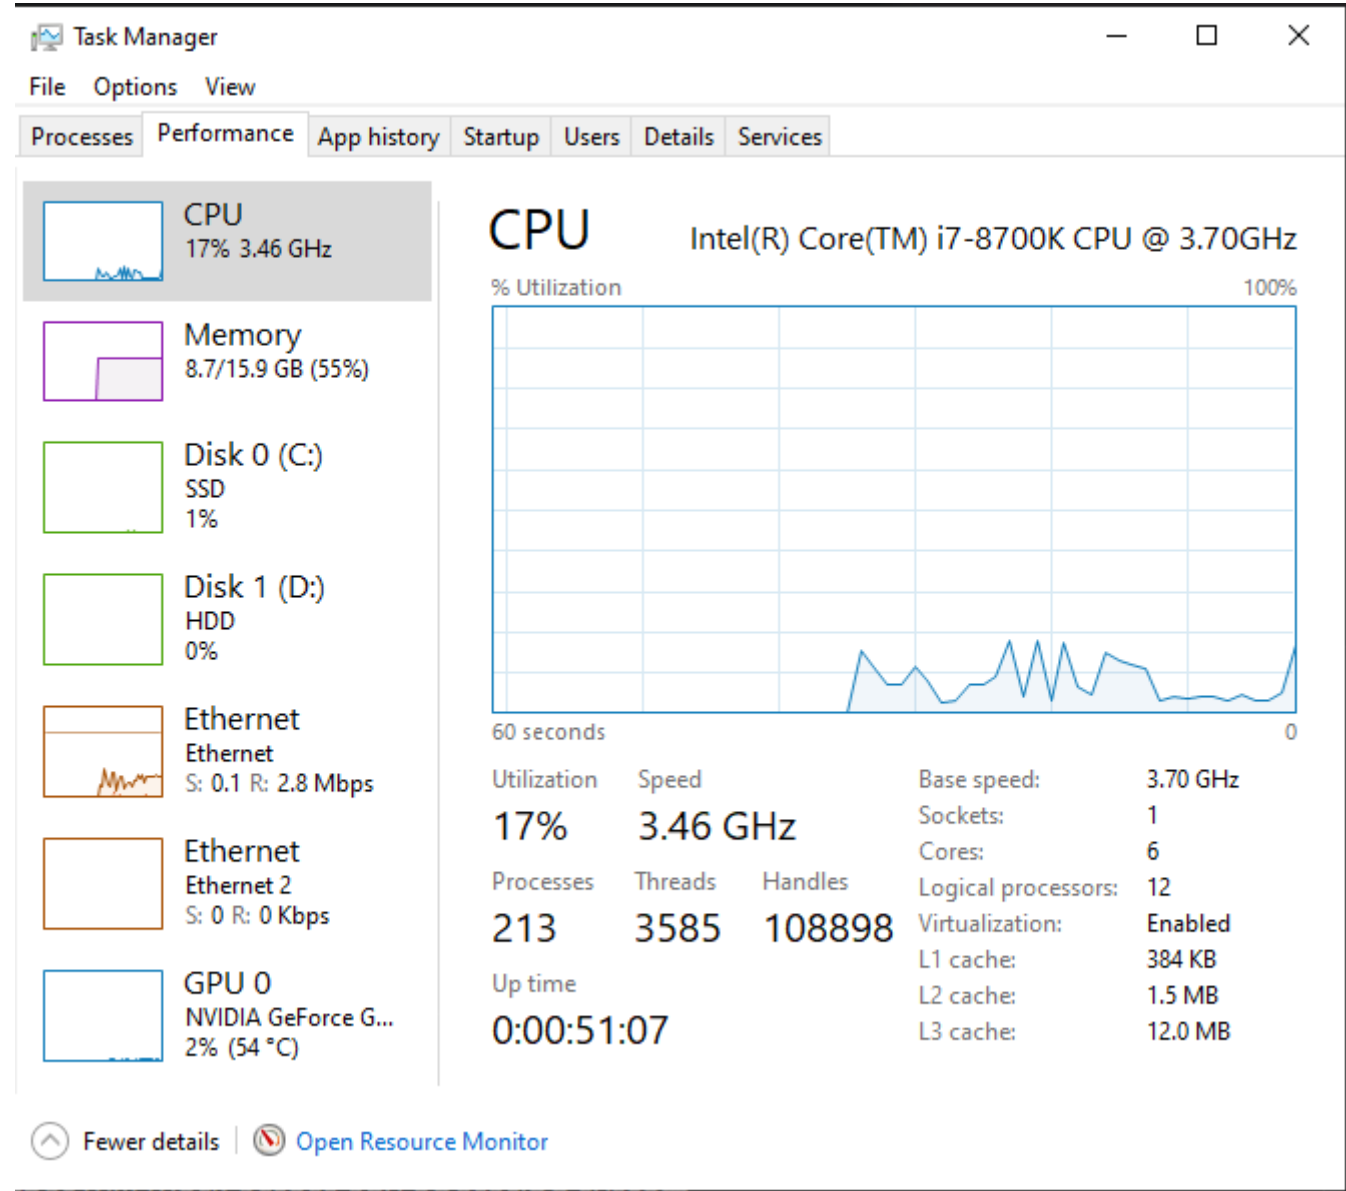 Task Manager
File Options View
Processes Performance App history Startup Users Details Services
CPU
17% 3.46 GHz
Memory
8.7/15.9 GB (55%)
Disk 0 (C:)
SSD
1%
Disk 1 (D:)
HDD
0%
Ethernet
Ethernet
S: 0.1 R: 2.8 Mbps
Ethernet
Ethernet 2
S: 0 R: 0 Kbps
GPU 0
NVIDIA GeForce G...
2% (54 °C)
CPU Intel(R) Core(TM) i7-8700K CPU @ 3.70GHz
% Utilization 100%
60 seconds 0
Utilization Speed
17% 3.46 GHz
Processes Threads Handles
213 3585 108898
Up time
0:00:51:07
Base speed: 3.70 GHz
Sockets: 1
Cores: 6
Logical processors: 12
Virtualization: Enabled
L1 cache: 384 KB
L2 cache: 1.5 MB
L3 cache: 12.0 MB
Fewer details Open Resource Monitor